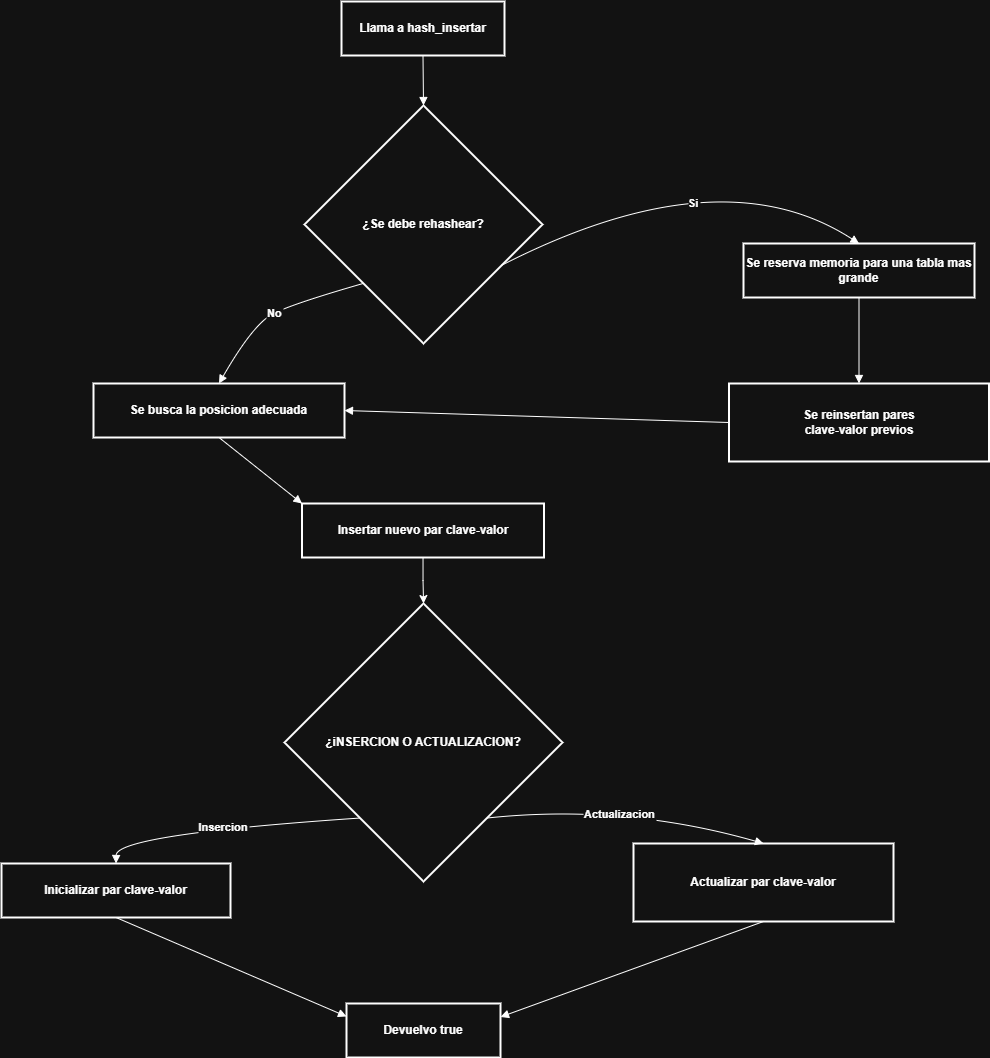 Llama a hash_insertar
¿Se debe rehashear?
Si
Se reserva memoria para una tabla mas
grande
No
Se busca la posicion adecuada
Se reinsertan pares
clave-valor previos
Insertar nuevo par clave-valor
¿iNSERCION O ACTUALIZACION?
Insercion
Actualizacion
Inicializar par clave-valor
Actualizar par clave-valor
Devuelvo true